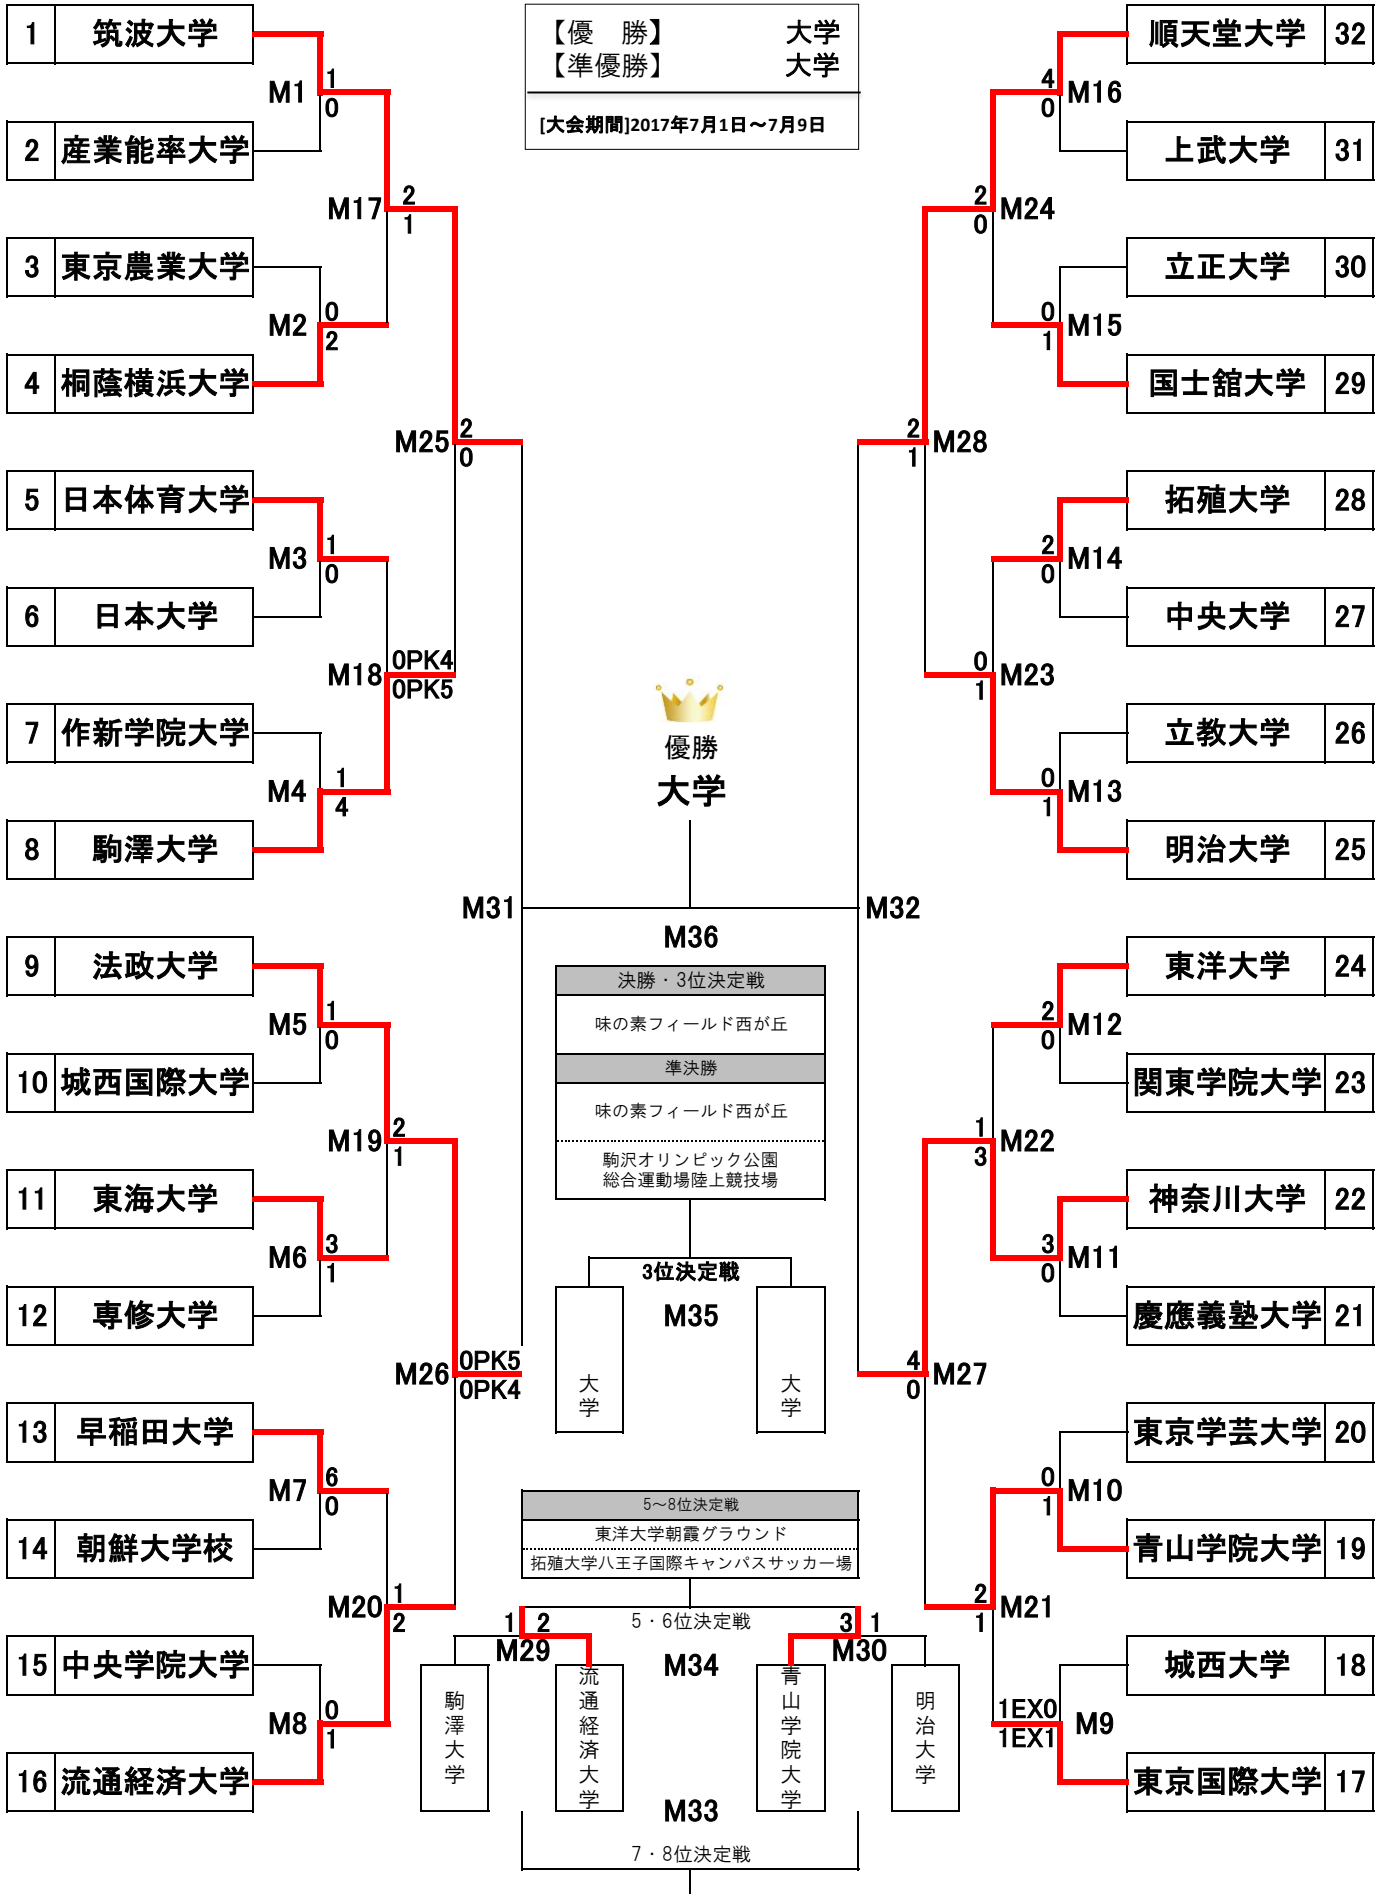 【優　勝】 大学
【準優勝】 大学
[大会期間]2017年7月1日～7月9日
1 筑波大学
M1
1
0
2 産業能率大学
M17
2
1
3 東京農業大学
M2
0
2
4 桐蔭横浜大学
M25
2
0
5 日本体育大学
M3
1
0
6 日本大学
M18
0PK4
0PK5
7 作新学院大学
M4
1
4
8 駒澤大学
M31
9 法政大学
M5
1
0
10 城西国際大学
M19
2
1
11 東海大学
M6
3
1
12 専修大学
M26
0PK5
0PK4
13 早稲田大学
M7
6
0
14 朝鮮大学校
M20
1
2
15 中央学院大学
M8
0
1
16 流通経済大学
優勝
大学
M36
決勝・3位決定戦
味の素フィールド西が丘
準決勝
味の素フィールド西が丘
駒沢オリンピック公園
総合運動場陸上競技場
3位決定戦
M35
大学
大学
5～8位決定戦
東洋大学朝霞グラウンド
拓殖大学八王子国際キャンパスサッカー場
5・6位決定戦
1 2
M29
3 1
M30
M34
駒澤大学
流通経済大学
青山学院大学
明治大学
M33
7・8位決定戦
順天堂大学 32
4
0
M16
上武大学 31
2
0
M24
立正大学 30
0
1
M15
国士舘大学 29
2
1
M28
拓殖大学 28
2
0
M14
中央大学 27
0
1
M23
立教大学 26
0
1
M13
明治大学 25
M32
東洋大学 24
2
0
M12
関東学院大学 23
1
3
M22
神奈川大学 22
3
0
M11
慶應義塾大学 21
4
0
M27
東京学芸大学 20
0
1
M10
青山学院大学 19
2
1
M21
城西大学 18
1EX0
1EX1
M9
東京国際大学 17